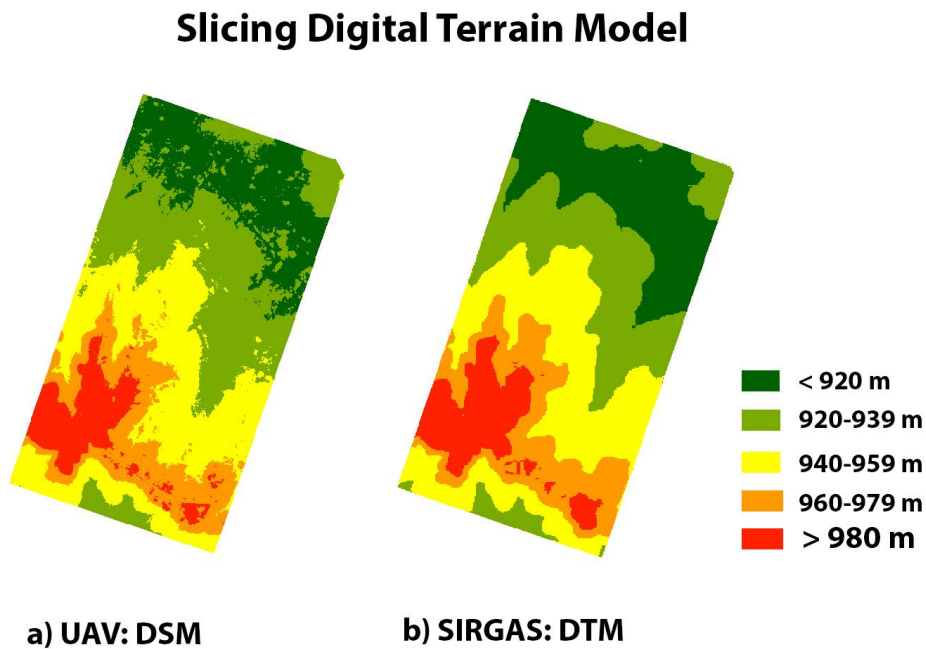 Slicing Digital Terrain Model
< 920 m
920-939 m
940-959 m
960-979 m
> 980 m
a) UAV: DSM
b) SIRGAS: DTM